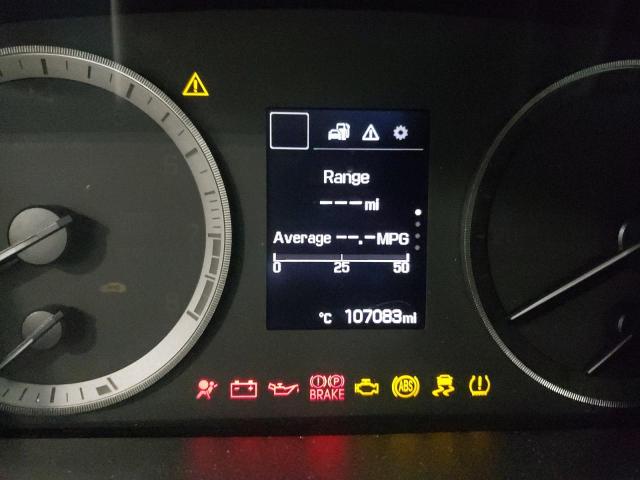 Range
---mi
Average --.-MPG
0 25 50
°C 107083mi
BRAKE
ABS